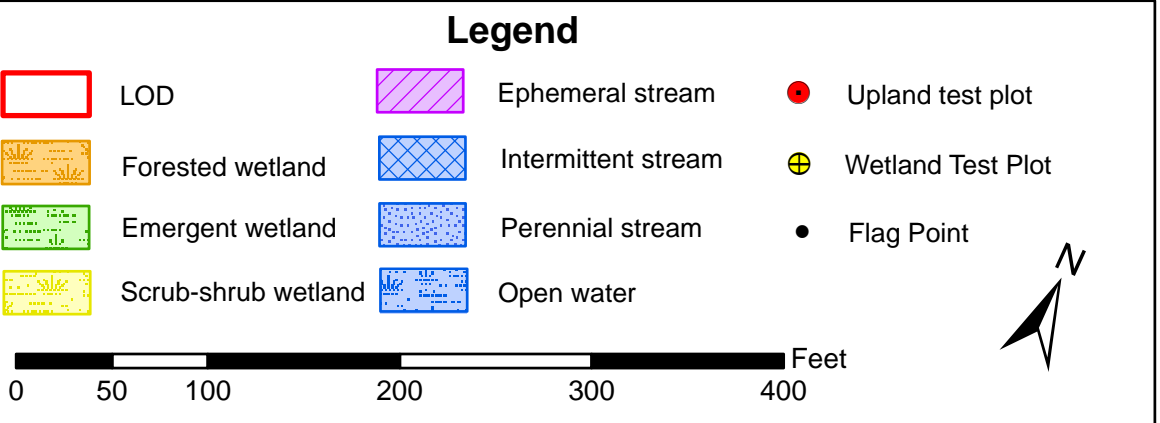 Legend
LOD
Ephemeral stream
Upland test plot
Forested wetland
Intermittent stream
Wetland Test Plot
Emergent wetland
Perennial stream
Flag Point
Scrub-shrub wetland
Open water
N
Feet
0 50 100 200 300 400